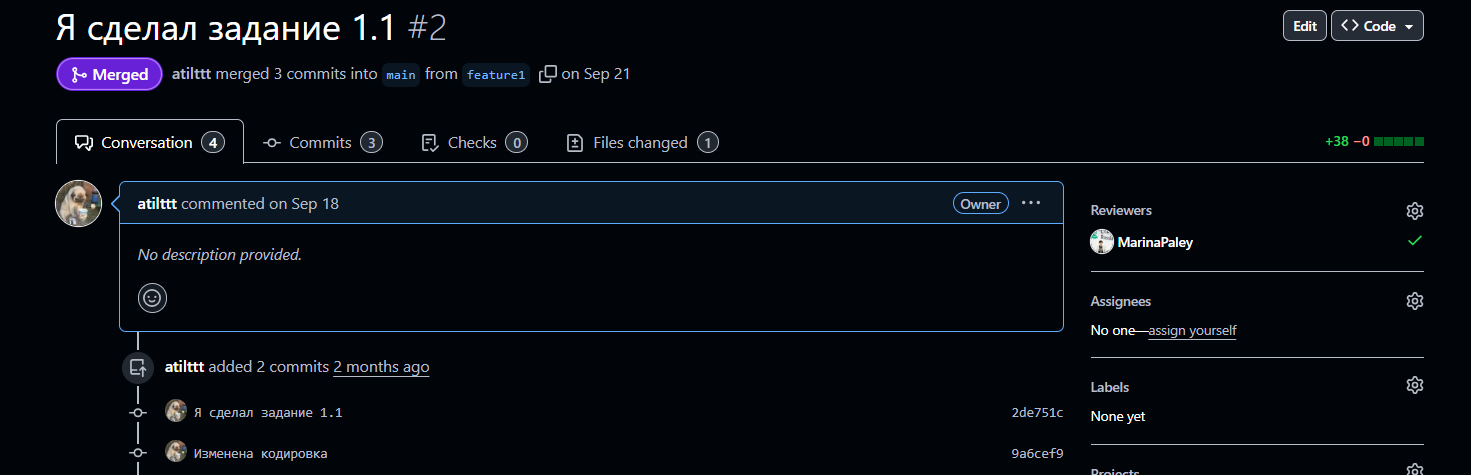 Я сделал задание 1.1 #2
Edit
Code
Merged
atilttt merged 3 commits into main from feature1 on Sep 21
Conversation 4
Commits 3
Checks 0
Files changed 1
+38 −0
atilttt commented on Sep 18
Owner
No description provided.
atilttt added 2 commits 2 months ago
Я сделал задание 1.1
2de751c
Изменена кодировка
9a6cef9
Reviewers
MarinaPaley
Assignees
No one—assign yourself
Labels
None yet
Projects